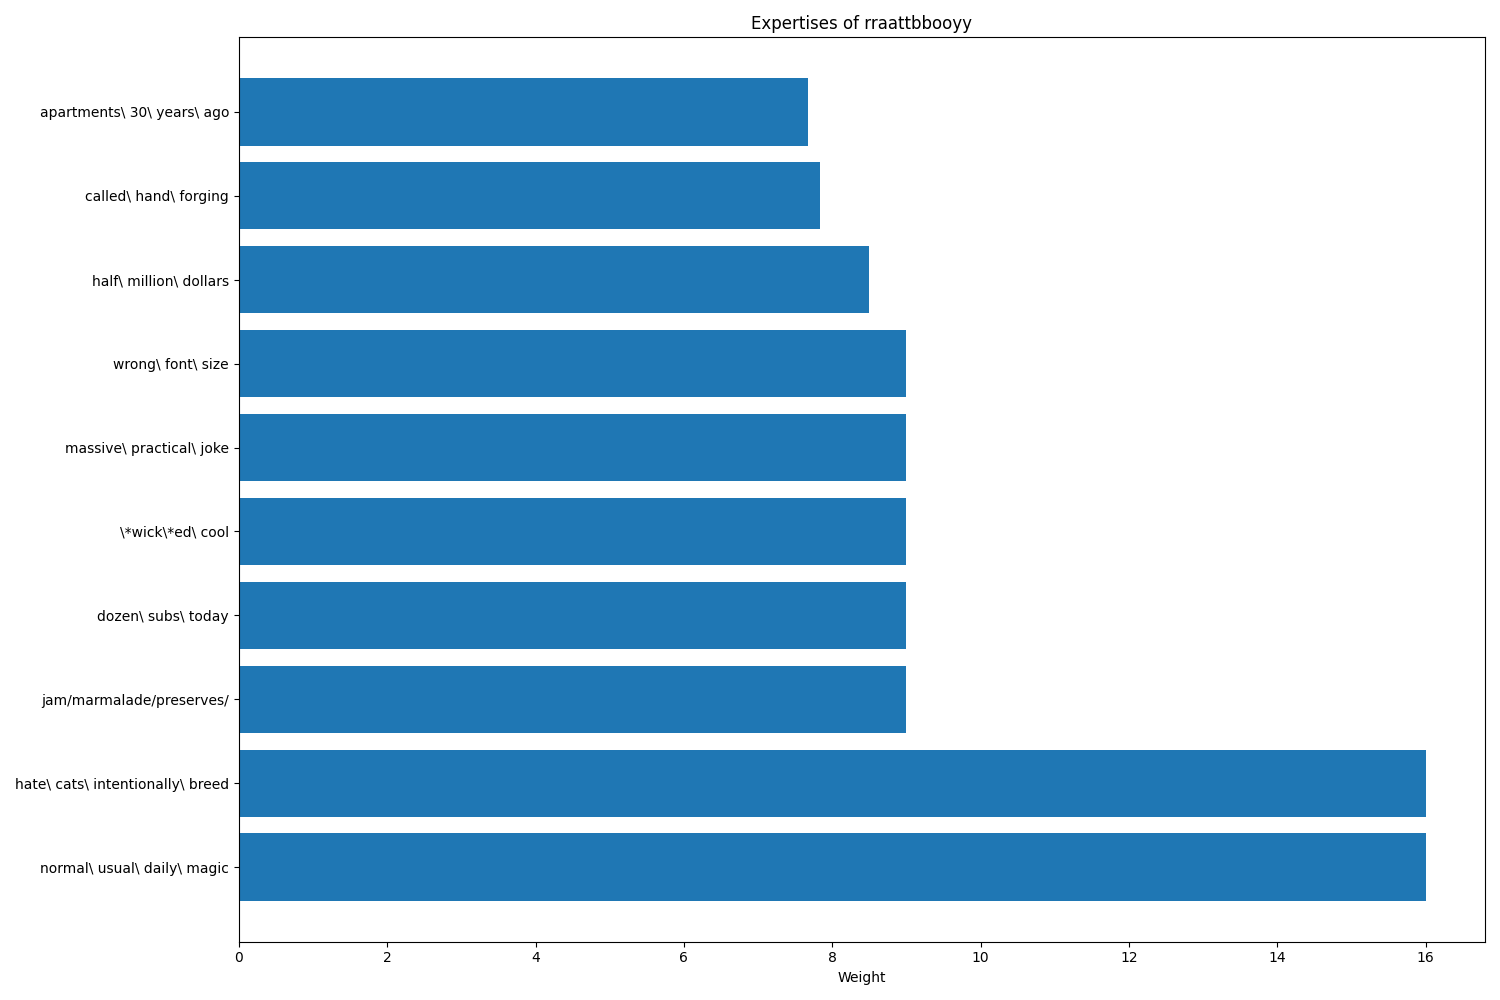 Expertises of rraattbbooyy
apartments\ 30\ years\ ago
called\ hand\ forging
half\ million\ dollars
wrong\ font\ size
massive\ practical\ joke
\*wick\*ed\ cool
dozen\ subs\ today
jam/marmalade/preserves/
hate\ cats\ intentionally\ breed
normal\ usual\ daily\ magic
0 2 4 6 8 10 12 14 16
Weight